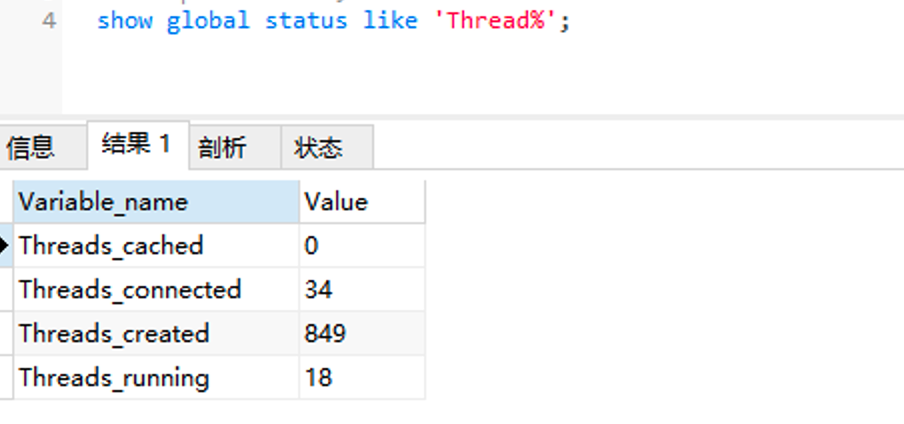 4 show global status like 'Thread%';
信息 结果 1 剖析 状态
Variable_name Value
Threads_cached 0
Threads_connected 34
Threads_created 849
Threads_running 18